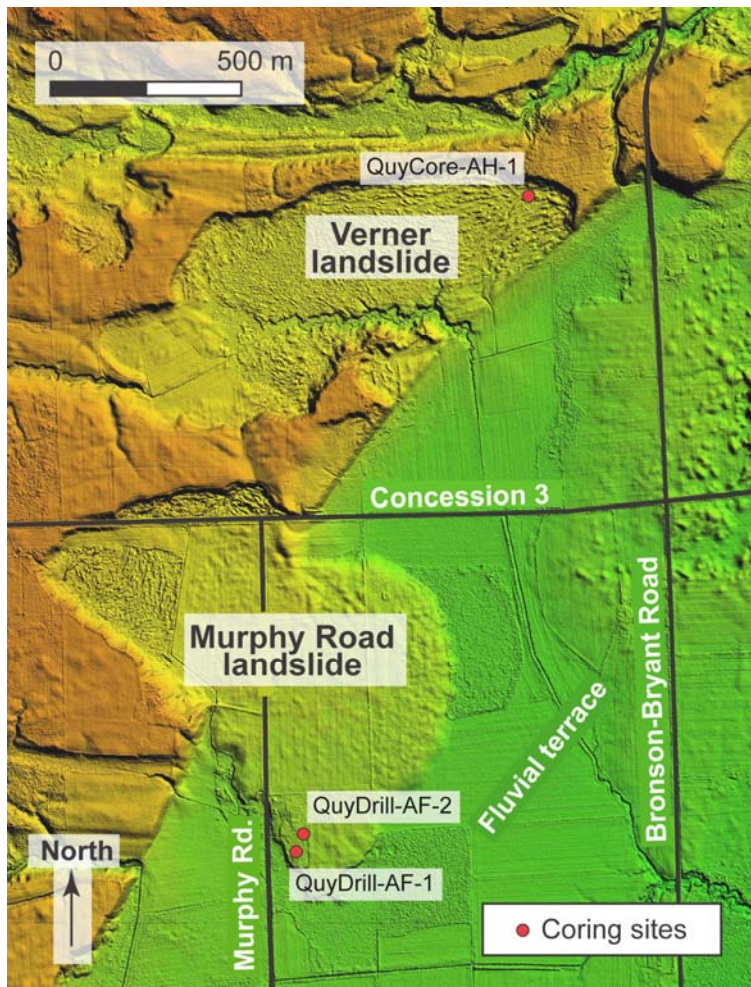 0 500 m
QuyCore-AH-1
Verner
landslide
Concession 3
Murphy Road
landslide
Fluvial terrace
Bronson-Bryant Road
QuyDrill-AF-2
North
Murphy Rd.
QuyDrill-AF-1
Coring sites